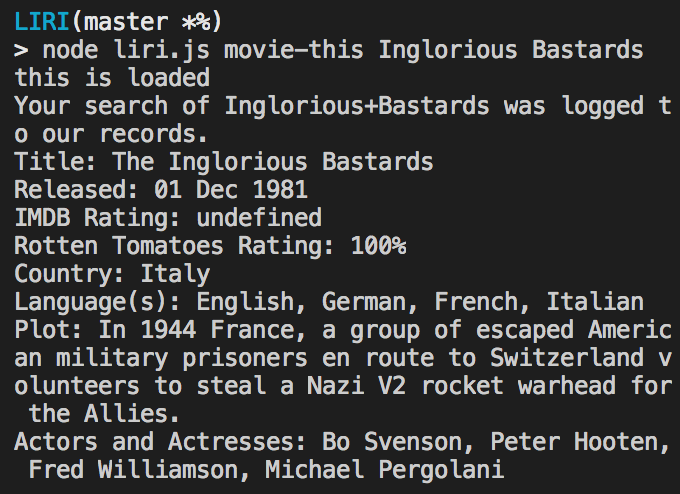 LIRI(master *%)
> node liri.js movie-this Inglorious Bastards
this is loaded
Your search of Inglorious+Bastards was logged t
o our records.
Title: The Inglorious Bastards
Released: 01 Dec 1981
IMDB Rating: undefined
Rotten Tomatoes Rating: 100%
Country: Italy
Language(s): English, German, French, Italian
Plot: In 1944 France, a group of escaped Americ
an military prisoners en route to Switzerland v
olunteers to steal a Nazi V2 rocket warhead for
 the Allies.
Actors and Actresses: Bo Svenson, Peter Hooten,
 Fred Williamson, Michael Pergolani